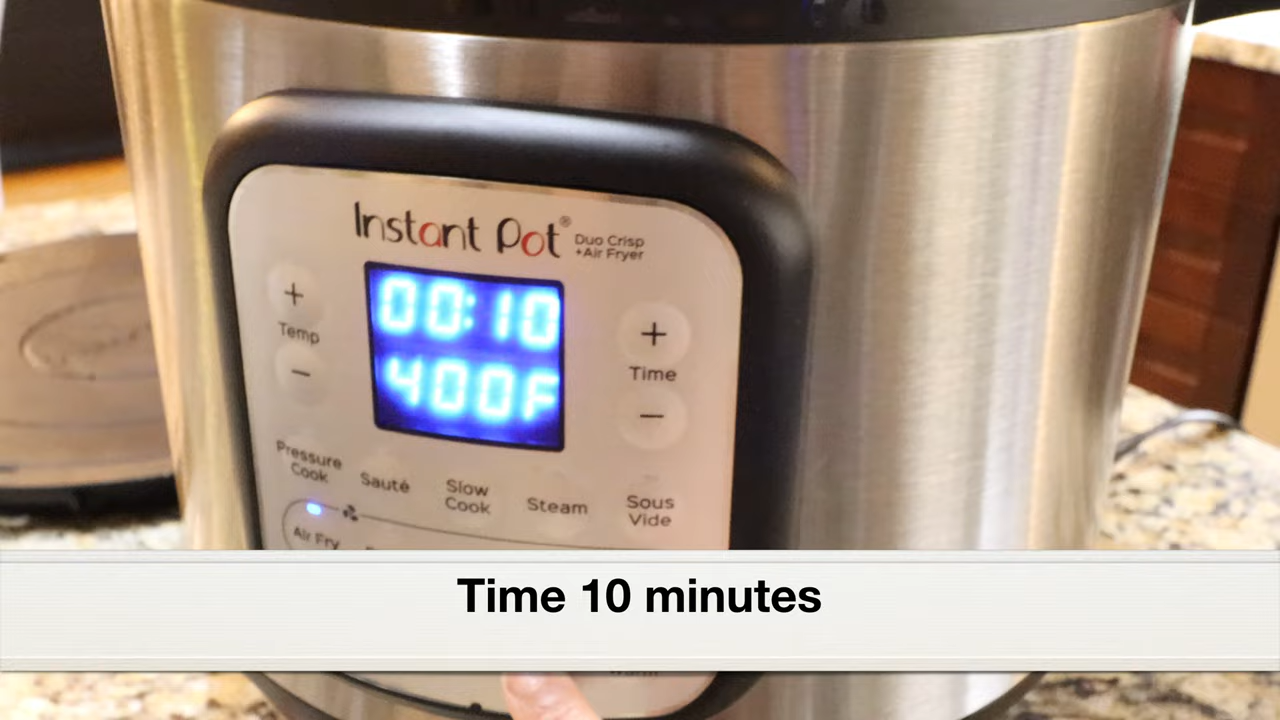 Instant Pot®
Duo Crisp
+Air Fryer
00:10
400F
+
Temp
−
+
Time
−
Pressure
Cook
Sauté
Slow
Cook
Steam
Sous
Vide
Air Fry
Time 10 minutes